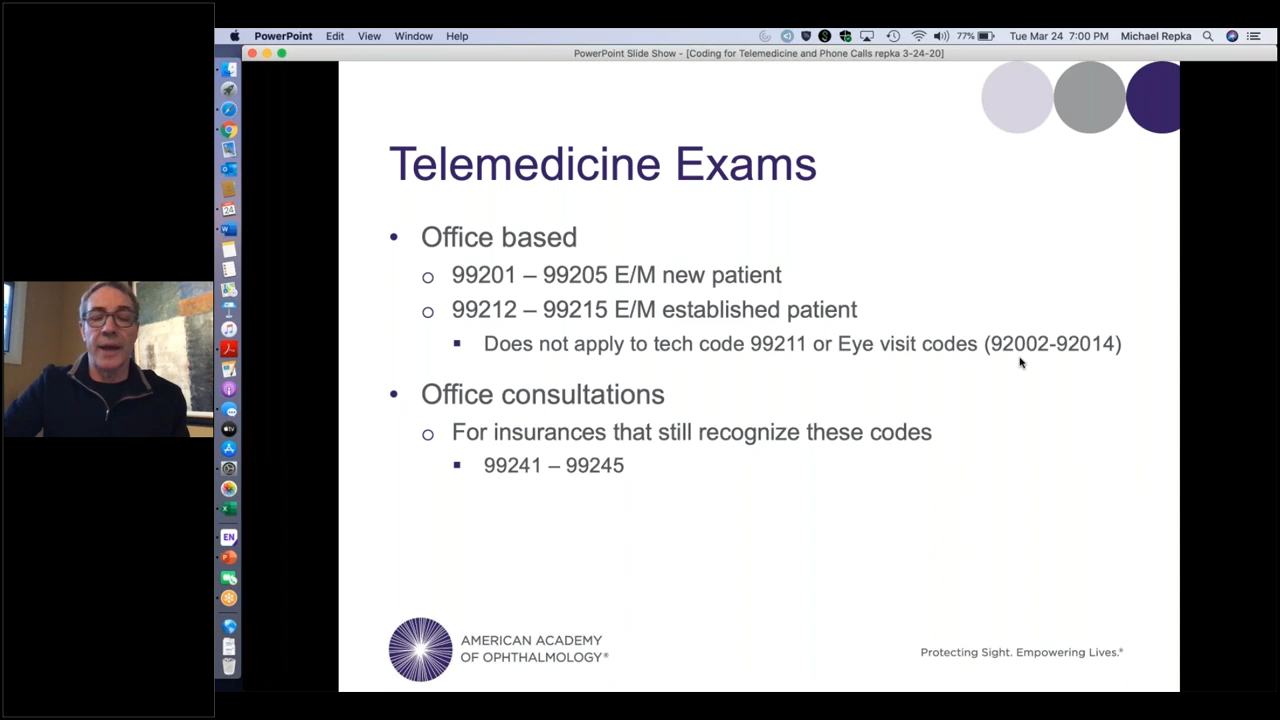 PowerPoint Edit View Window Help 77% Tue Mar 24 7:00 PM Michael Repka
PowerPoint Slide Show - [Coding for Telemedicine and Phone Calls repka 3-24-20]
Telemedicine Exams
• Office based
o 99201 – 99205 E/M new patient
o 99212 – 99215 E/M established patient
▪ Does not apply to tech code 99211 or Eye visit codes (92002-92014)
• Office consultations
o For insurances that still recognize these codes
▪ 99241 – 99245
AMERICAN ACADEMY
OF OPHTHALMOLOGY®
Protecting Sight. Empowering Lives.®
24
EN
tv